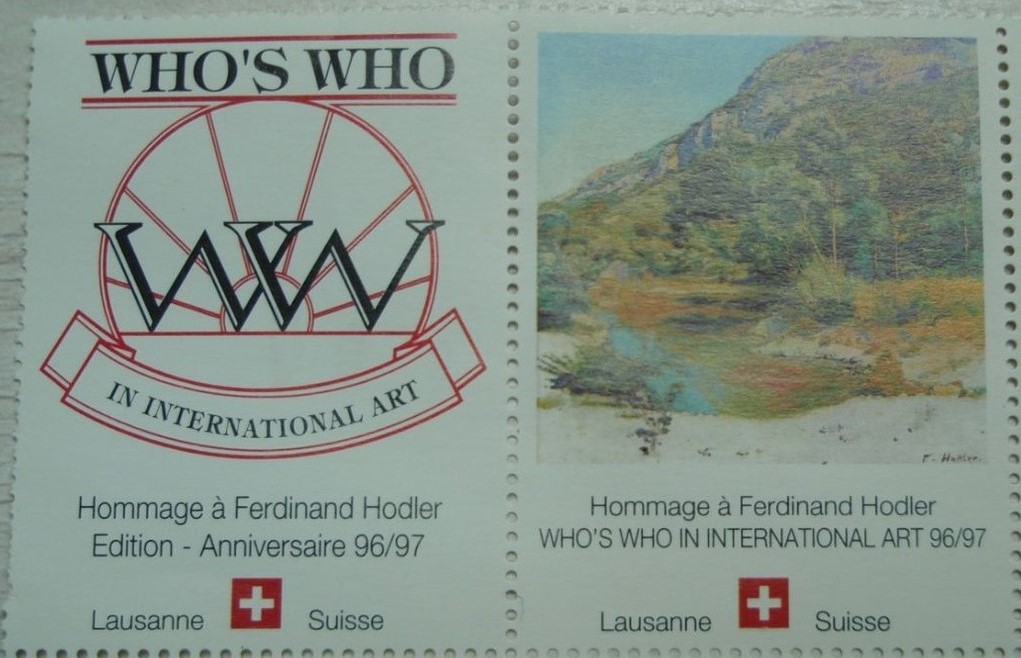 WHO'S WHO
WW
IN INTERNATIONAL ART
Hommage à Ferdinand Hodler
Edition - Anniversaire 96/97
Lausanne Suisse
F. Hodler.
Hommage à Ferdinand Hodler
WHO'S WHO IN INTERNATIONAL ART 96/97
Lausanne Suisse